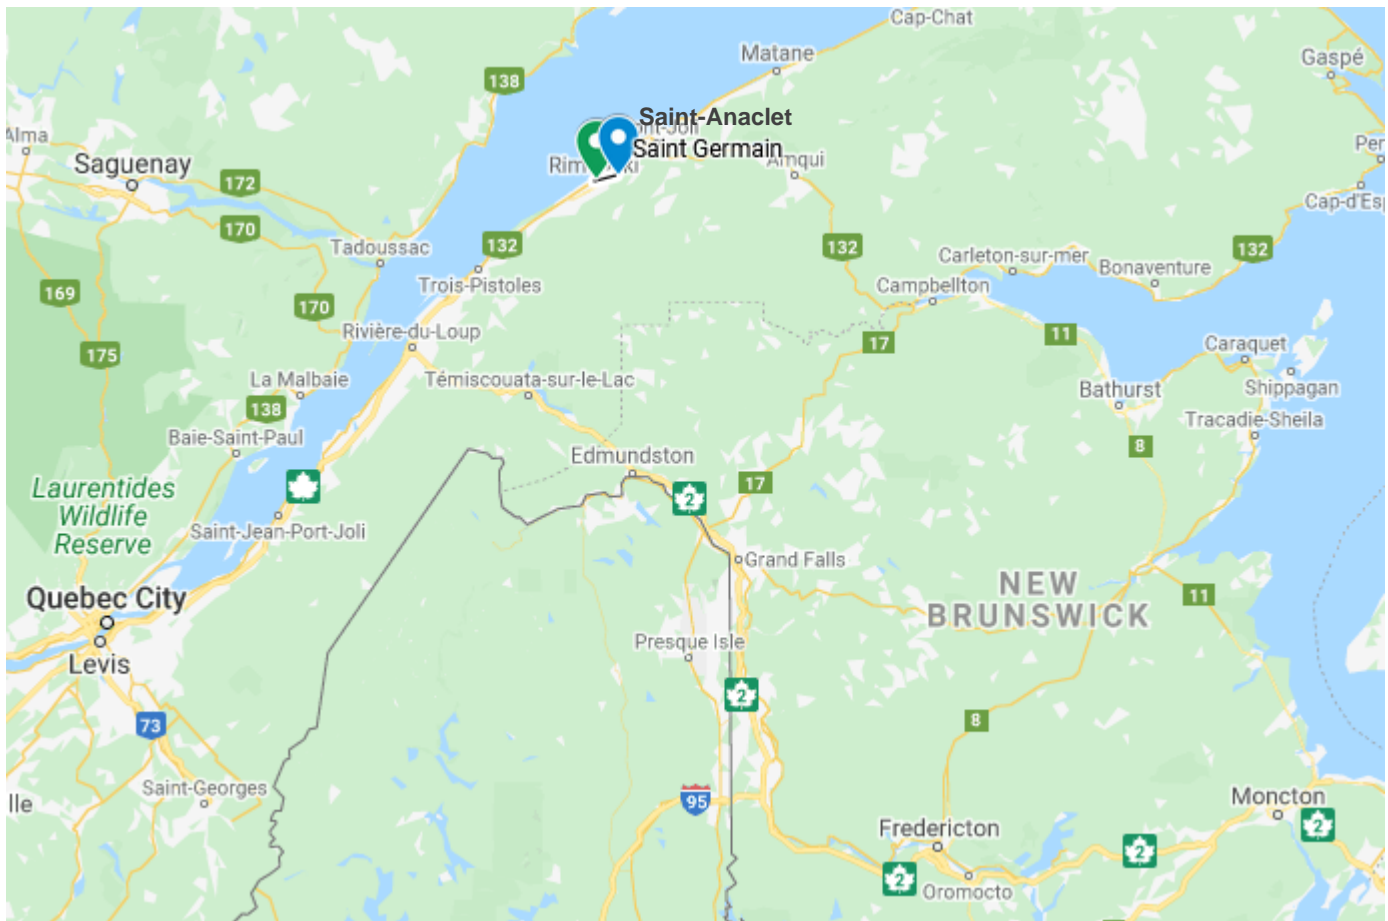 Cap-Chat
Matane
Gaspé
138
Saint-Anaclet
Alma
Saint Germain
Saguenay
Amqui
172
170
132
Tadoussac
132
Carleton-sur-mer
132
Bonaventure
Trois-Pistoles
Campbellton
169
170
Rivière-du-Loup
11
17
Caraquet
175
La Malbaie
Témiscouata-sur-le-Lac
Bathurst
Shippagan
138
Tracadie-Sheila
Baie-Saint-Paul
8
Edmundston
17
2
Laurentides
Wildlife
Reserve
Saint-Jean-Port-Joli
Grand Falls
NEW
BRUNSWICK
Quebec City
11
Presque Isle
Levis
2
8
73
Saint-Georges
95
lle
Moncton
2
Fredericton
2
2
Oromocto